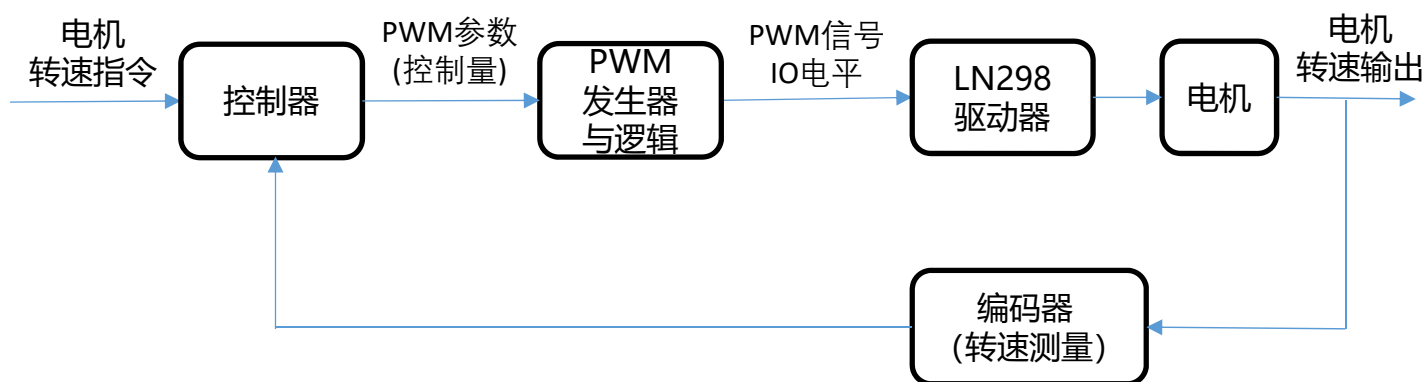 电机
转速指令
控制器
PWM参数
(控制量)
PWM
发生器
与逻辑
PWM信号
IO电平
LN298
驱动器
电机
电机
转速输出
编码器
（转速测量）